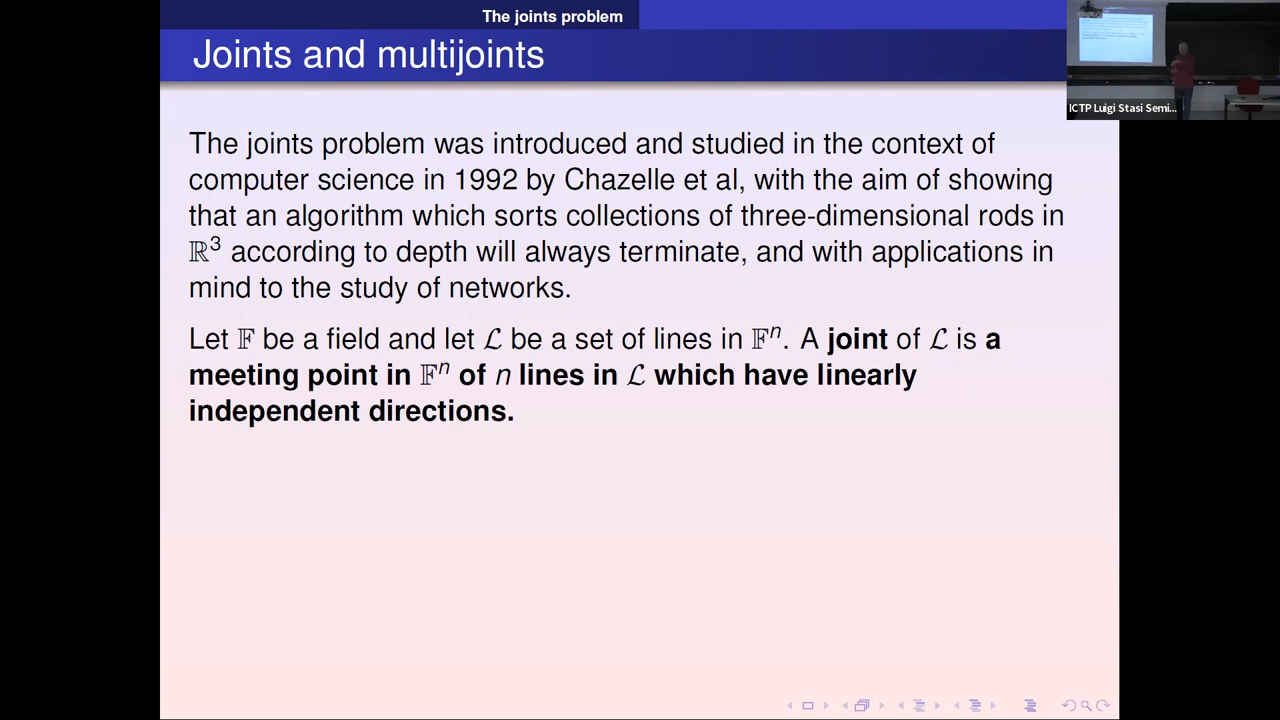 The joints problem
Joints and multijoints
ICTP Luigi Stasi Semi...
The joints problem was introduced and studied in the context of
computer science in 1992 by Chazelle et al, with the aim of showing
that an algorithm which sorts collections of three-dimensional rods in
ℝ³ according to depth will always terminate, and with applications in
mind to the study of networks.
Let 𝔽 be a field and let ℒ be a set of lines in 𝔽ⁿ. A joint of ℒ is a
meeting point in 𝔽ⁿ of n lines in ℒ which have linearly
independent directions.